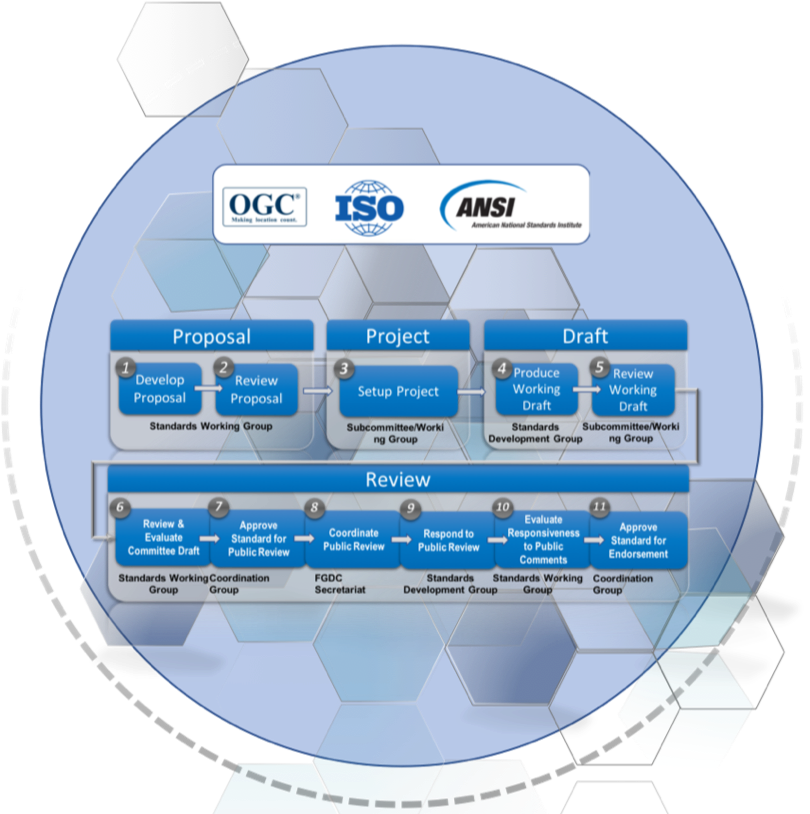 OGC®
Making location count.
ISO
ANSI
American National Standards Institute
Proposal
Project
Draft
1
Develop
Proposal
2
Review
Proposal
Standards Working Group
3
Setup Project
Subcommittee/Worki
ng Group
4
Produce
Working
Draft
Standards
Development Group
5
Review
Working
Draft
Subcommittee/Worki
ng Group
Review
6
Review &
Evaluate
Committee Draft
Standards Working
Group
7
Approve
Standard for
Public Review
Coordination
Group
8
Coordinate
Public Review
FGDC
Secretariat
9
Respond to
Public Review
Standards
Development Group
10
Evaluate
Responsiveness
to Public
Comments
Standards Working
Group
11
Approve
Standard for
Endorsement
Coordination
Group